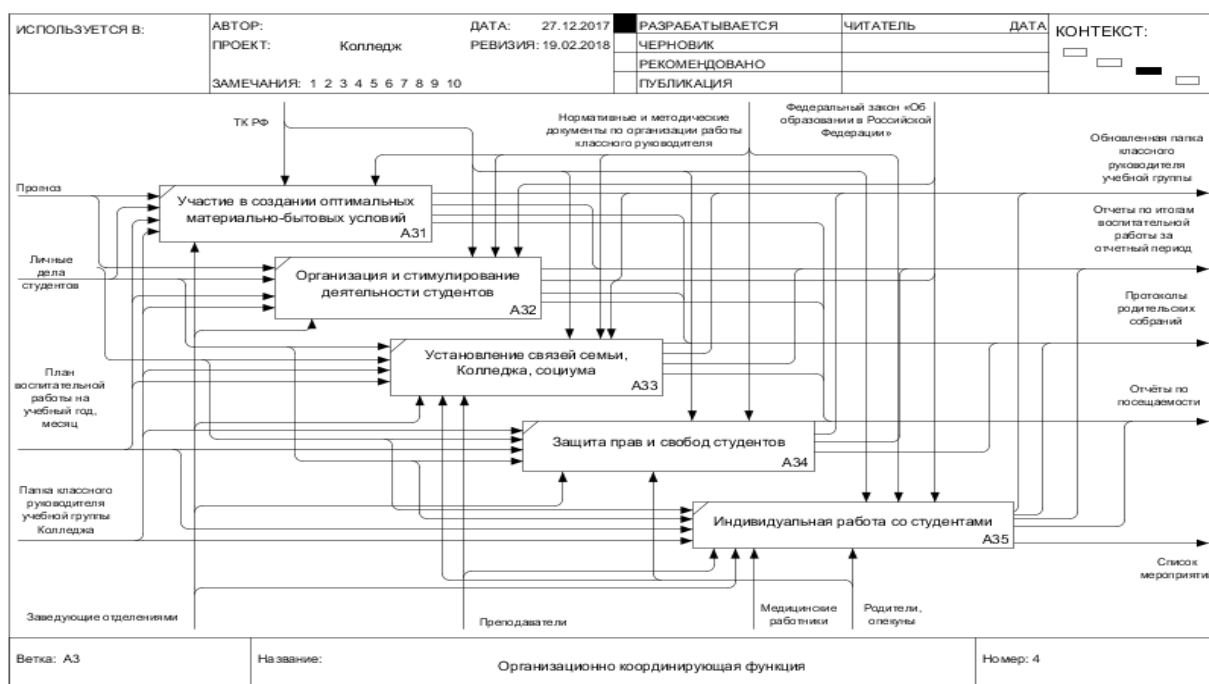 ИСПОЛЬЗУЕТСЯ В:
АВТОР:
ДАТА: 27.12.2017
ПРОЕКТ: Колледж
РЕВИЗИЯ: 19.02.2018
ЗАМЕЧАНИЯ: 1 2 3 4 5 6 7 8 9 10
РАЗРАБАТЫВАЕТСЯ
ЧЕРНОВИК
РЕКОМЕНДОВАНО
ПУБЛИКАЦИЯ
ЧИТАТЕЛЬ
ДАТА
КОНТЕКСТ:
ТК РФ
Нормативные и методические
документы по организации работы
классного руководителя
Федеральный закон «Об
образовании в Российской
Федерации»
Прогноз
Личные
дела
студентов
План
воспитательной
работы на
учебный год,
месяц
Папка классного
руководителя
учебной группы
Колледжа
Участие в создании оптимальных
материально-бытовых условий
А31
Организация и стимулирование
деятельности студентов
А32
Установление связей семьи,
Колледжа, социума
А33
Защита прав и свобод студентов
А34
Индивидуальная работа со студентами
А35
Обновленная папка
классного
руководителя
учебной группы
Отчеты по итогам
воспитательной
работы за
отчетный период
Протоколы
родительских
собраний
Отчёты по
посещаемости
Список
мероприяти
Заведующие отделениями
Преподаватели
Медицинские
работники
Родители,
опекуны
Ветка: А3
Название:
Организационно координирующая функция
Номер: 4